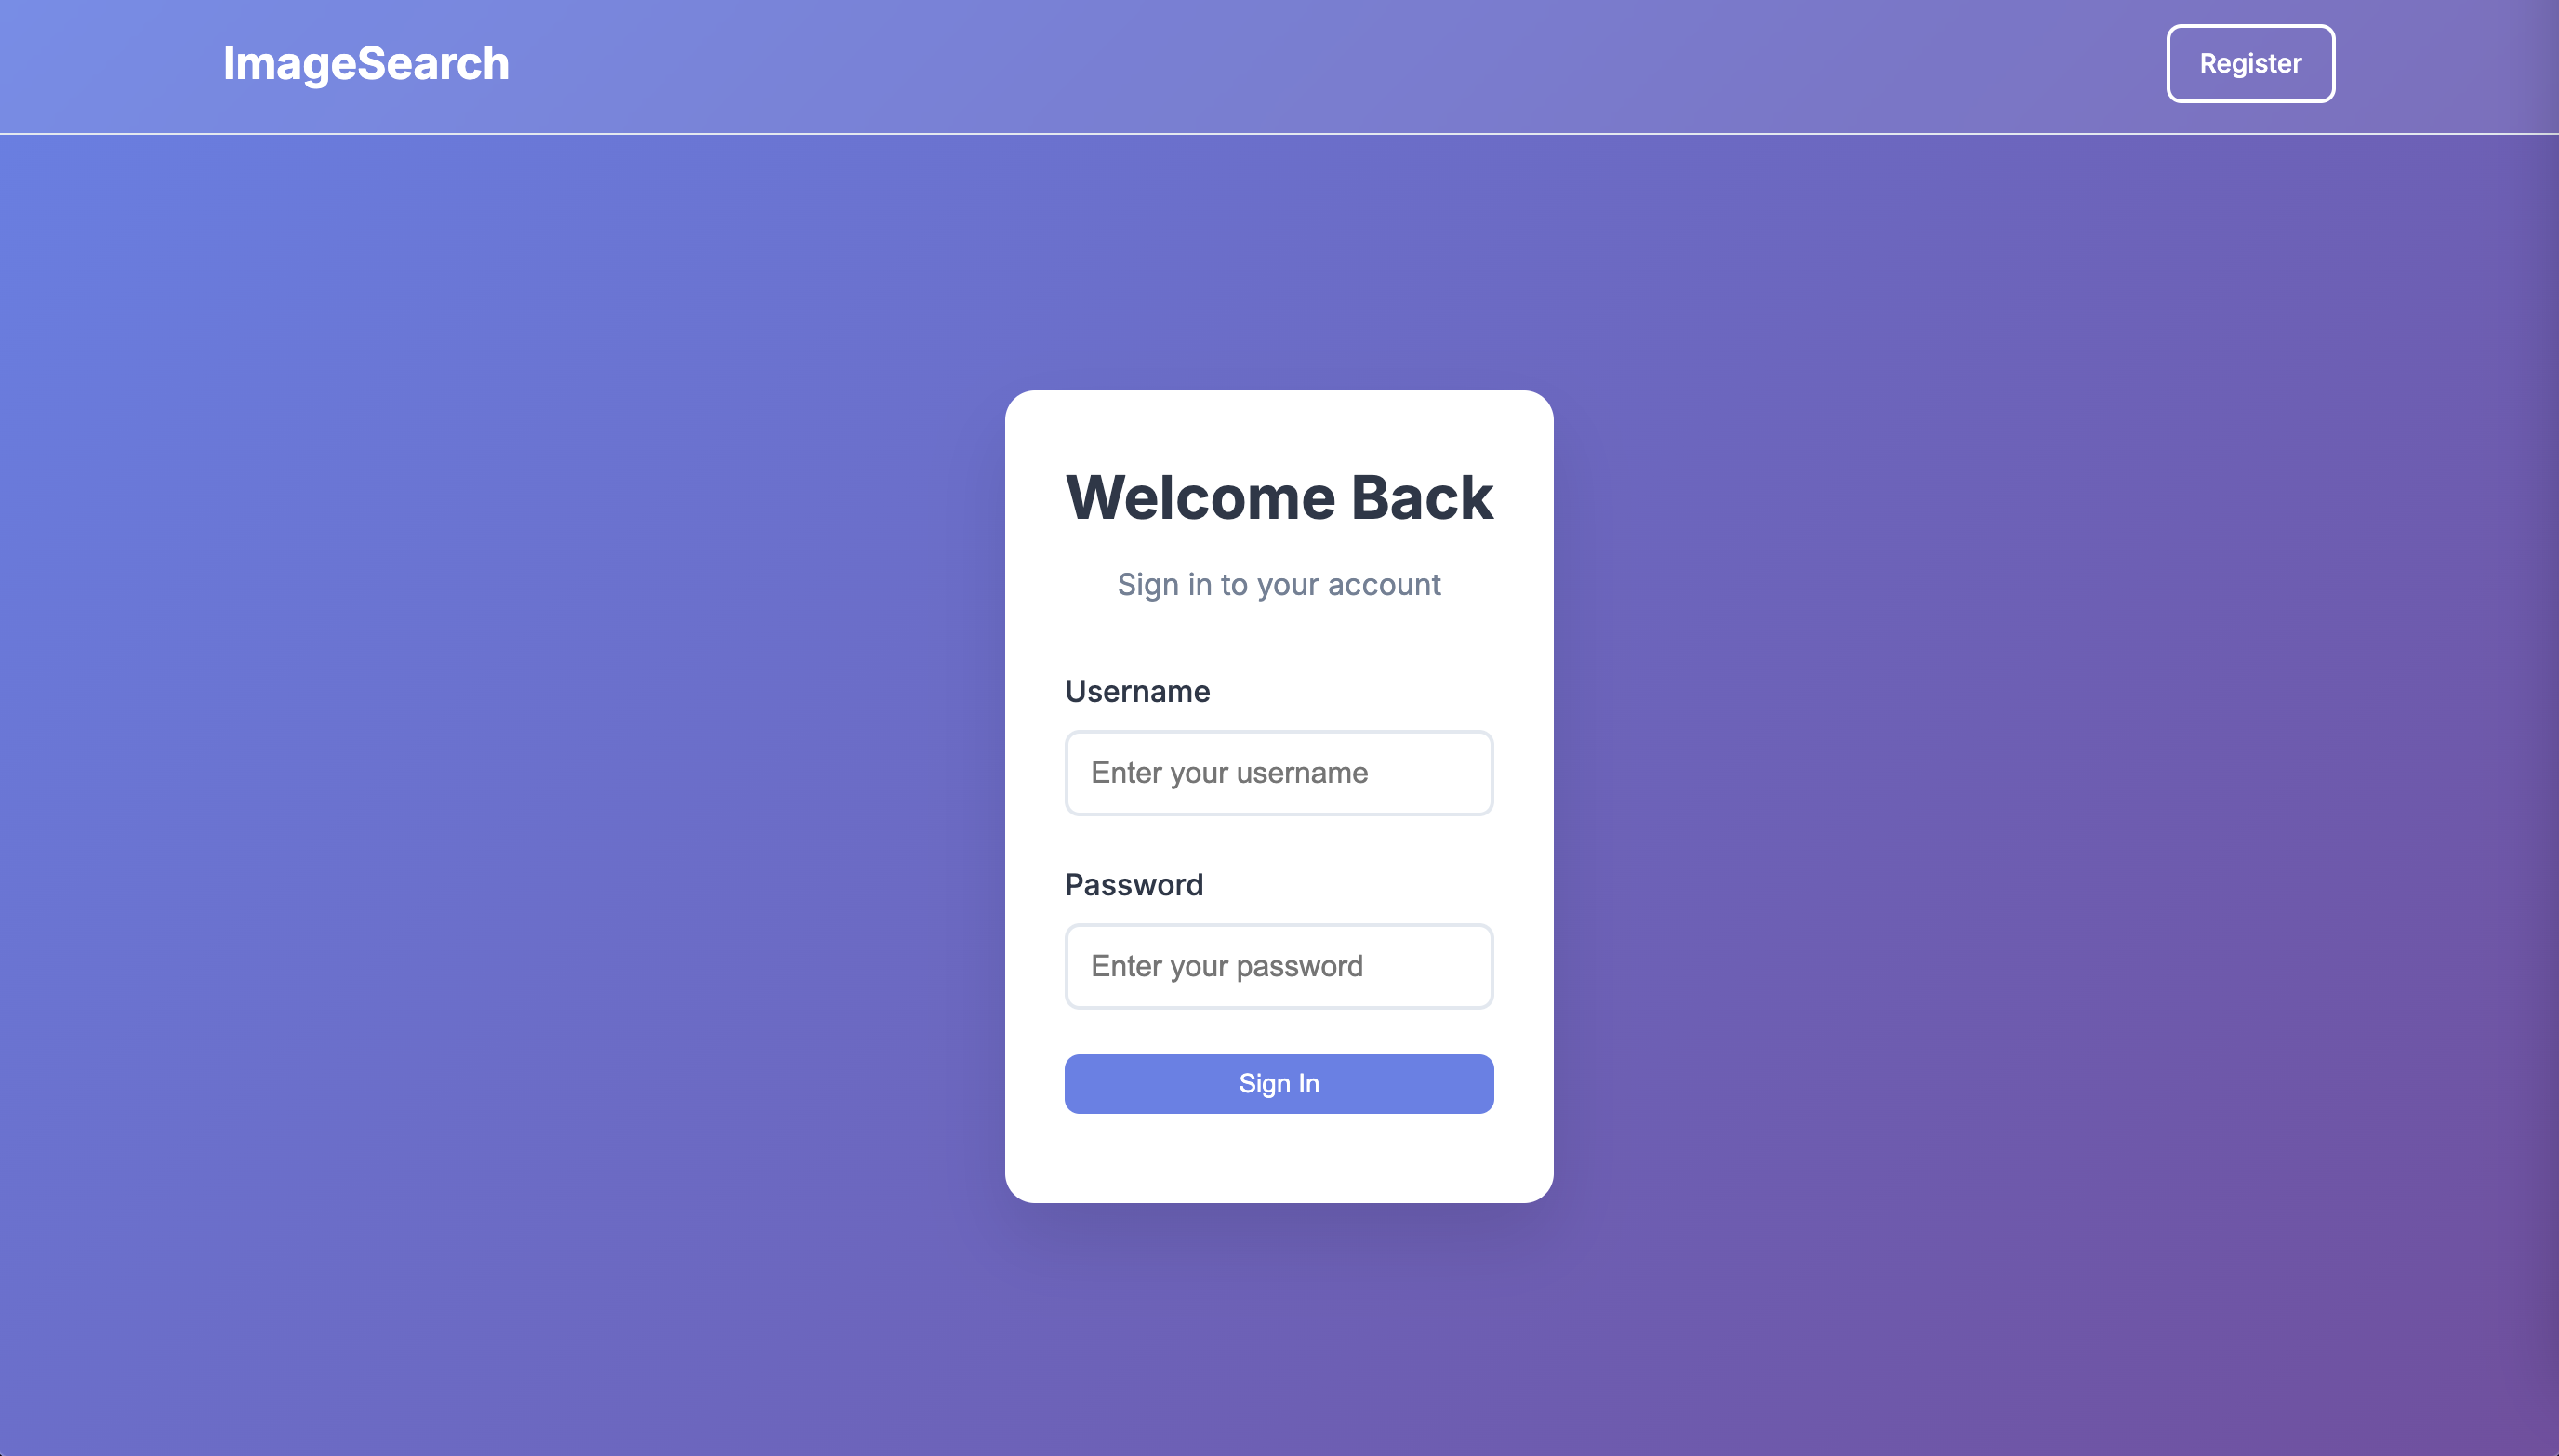 ImageSearch
Register
Welcome Back
Sign in to your account
Username
Enter your username
Password
Enter your password
Sign In